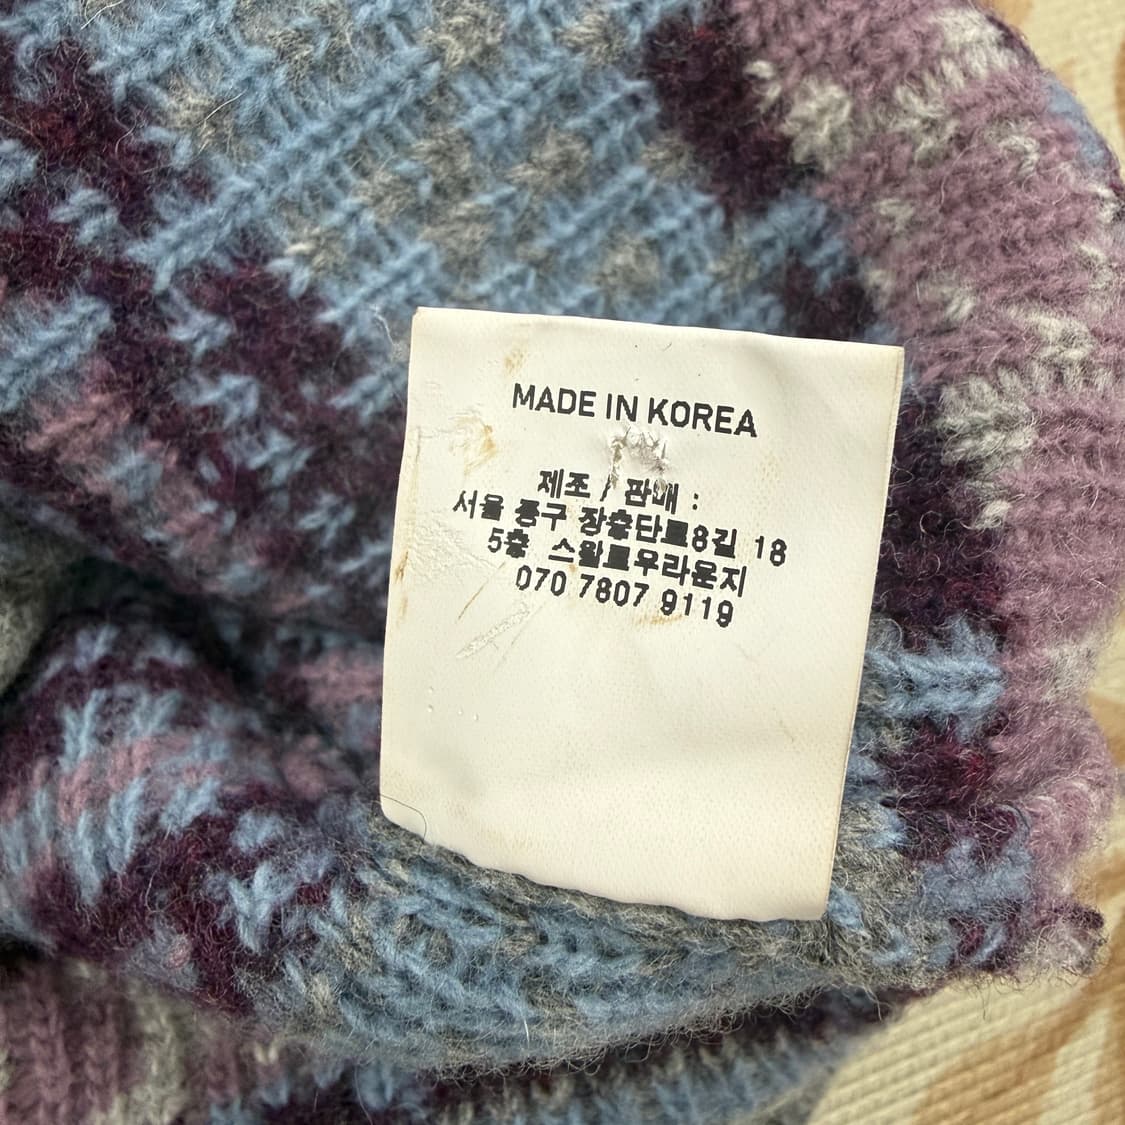 MADE IN KOREA
제조 / 판매 :
서울 중구 장충단로8길 18
5층 스왈로우라운지
070 7807 9119